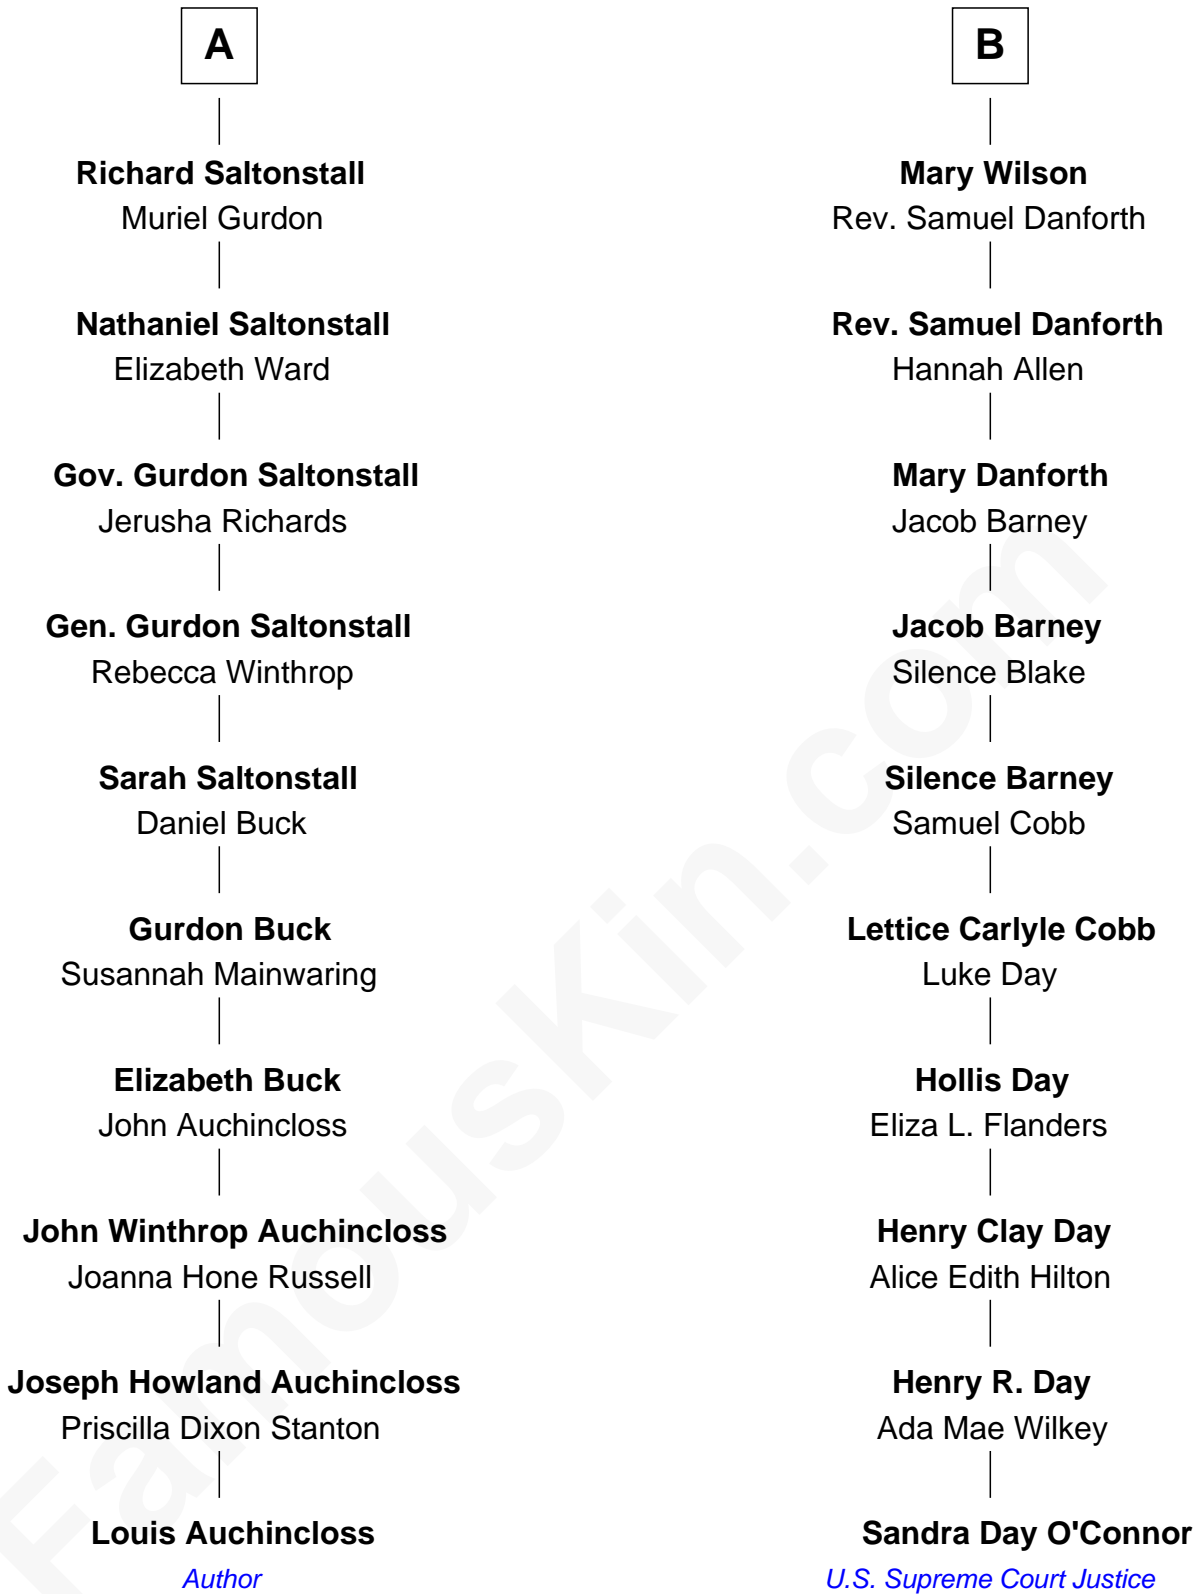 A
Richard Saltonstall
Muriel Gurdon
Nathaniel Saltonstall
Elizabeth Ward
Gov. Gurdon Saltonstall
Jerusha Richards
Gen. Gurdon Saltonstall
Rebecca Winthrop
Sarah Saltonstall
Daniel Buck
Gurdon Buck
Susannah Mainwaring
Elizabeth Buck
John Auchincloss
John Winthrop Auchincloss
Joanna Hone Russell
Joseph Howland Auchincloss
Priscilla Dixon Stanton
Louis Auchincloss
Author
B
Mary Wilson
Rev. Samuel Danforth
Rev. Samuel Danforth
Hannah Allen
Mary Danforth
Jacob Barney
Jacob Barney
Silence Blake
Silence Barney
Samuel Cobb
Lettice Carlyle Cobb
Luke Day
Hollis Day
Eliza L. Flanders
Henry Clay Day
Alice Edith Hilton
Henry R. Day
Ada Mae Wilkey
Sandra Day O'Connor
U.S. Supreme Court Justice
FamousKin.com